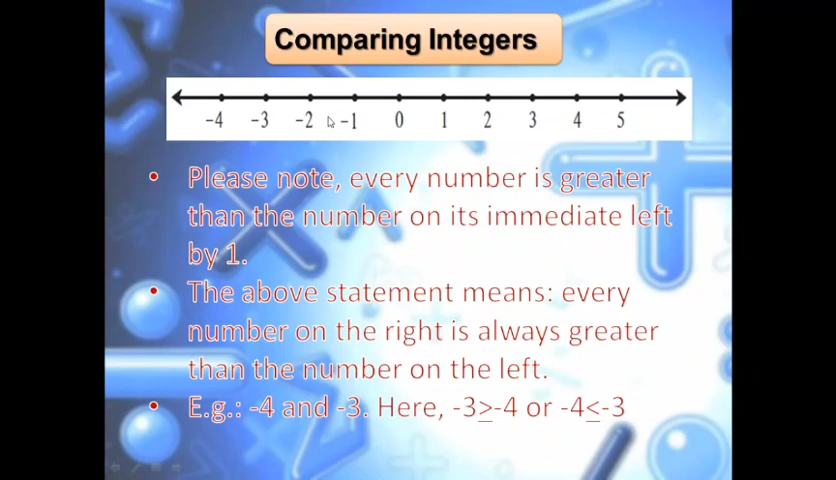 Comparing Integers
-4 -3 -2 -1 0 1 2 3 4 5
• Please note, every number is greater
than the number on its immediate left
by 1.
• The above statement means: every
number on the right is always greater
than the number on the left.
• E.g.: -4 and -3. Here, -3>-4 or -4<-3